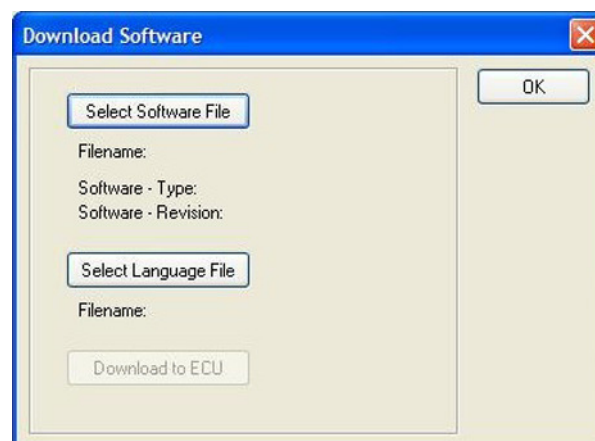 Download Software
OK
Select Software File
Filename:
Software - Type:
Software - Revision:
Select Language File
Filename:
Download to ECU